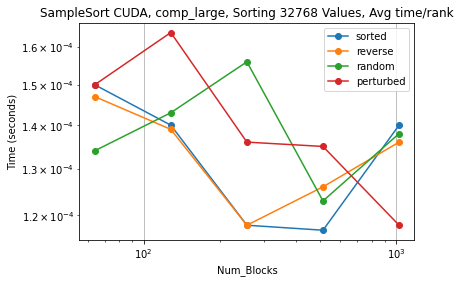 SampleSort CUDA, comp_large, Sorting 32768 Values, Avg time/rank
sorted
reverse
random
perturbed
1.6 × 10⁻⁴
1.5 × 10⁻⁴
1.4 × 10⁻⁴
1.3 × 10⁻⁴
1.2 × 10⁻⁴
Time (seconds)
10²
10³
Num_Blocks